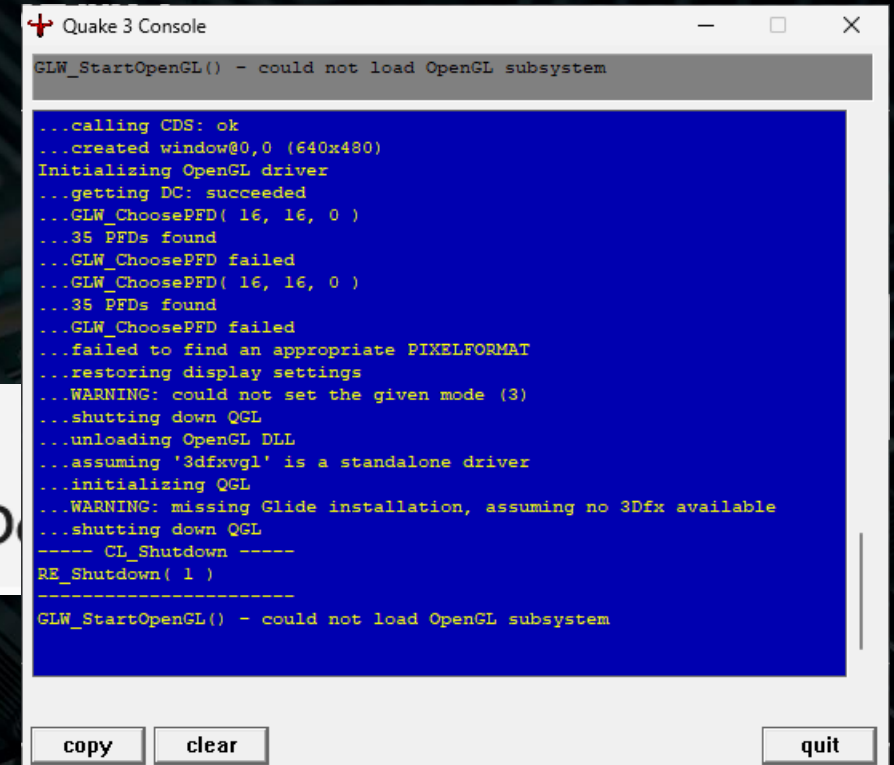 Quake 3 Console
GLW_StartOpenGL() - could not load OpenGL subsystem
...calling CDS: ok
...created window@0,0 (640x480)
Initializing OpenGL driver
...getting DC: succeeded
...GLW_ChoosePFD( 16, 16, 0 )
...35 PFDs found
...GLW_ChoosePFD failed
...GLW_ChoosePFD( 16, 16, 0 )
...35 PFDs found
...GLW_ChoosePFD failed
...failed to find an appropriate PIXELFORMAT
...restoring display settings
...WARNING: could not set the given mode (3)
...shutting down QGL
...unloading OpenGL DLL
...assuming '3dfxvgl' is a standalone driver
...initializing QGL
...WARNING: missing Glide installation, assuming no 3Dfx available
...shutting down QGL
----- CL_Shutdown -----
RE_Shutdown( 1 )
-----------------------
GLW_StartOpenGL() - could not load OpenGL subsystem
copy clear quit